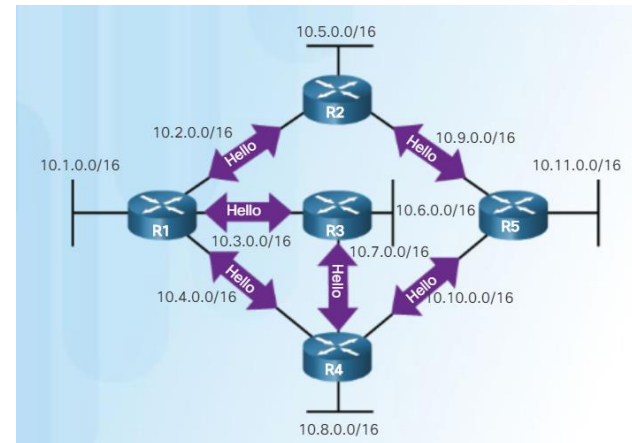 10.5.0.0/16
R2
10.2.0.0/16
Hello
Hello
10.9.0.0/16
10.1.0.0/16
10.11.0.0/16
R1
Hello
R3
10.6.0.0/16
R5
10.3.0.0/16
10.7.0.0/16
Hello
Hello
Hello
10.4.0.0/16
10.10.0.0/16
R4
10.8.0.0/16